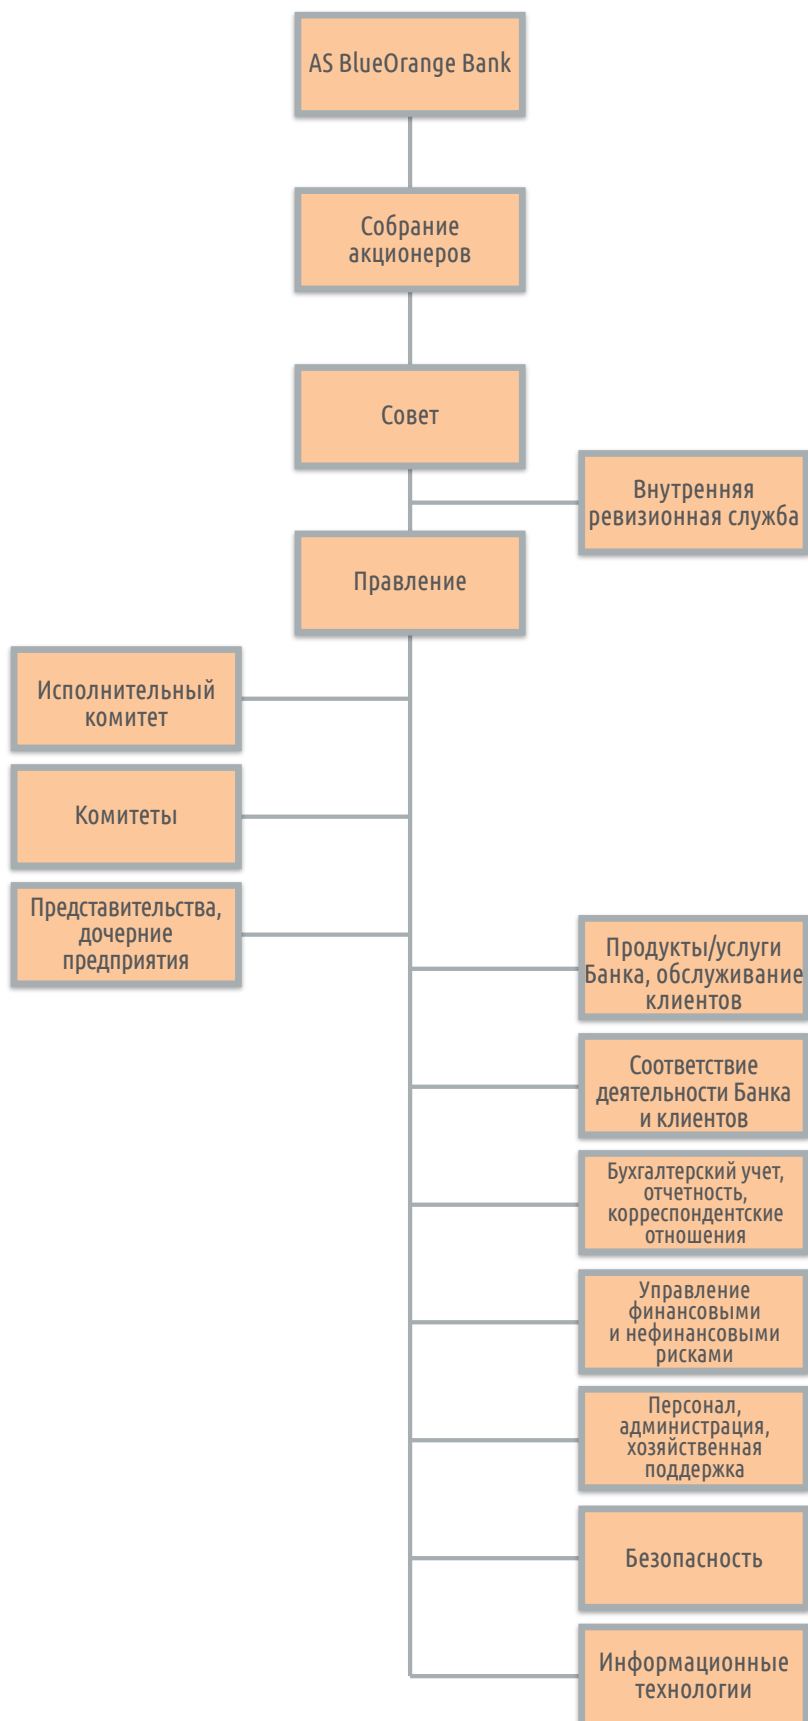 AS BlueOrange Bank
Собрание
акционеров
Совет
Внутренняя
ревизионная служба
Правление
Исполнительный
комитет
Комитеты
Представительства,
дочерние
предприятия
Продукты/услуги
Банка, обслуживание
клиентов
Соответствие
деятельности Банка
и клиентов
Бухгалтерский учет,
отчетность,
корреспондентские
отношения
Управление
финансовыми
и нефинансовыми
рисками
Персонал,
администрация,
хозяйственная
поддержка
Безопасность
Информационные
технологии